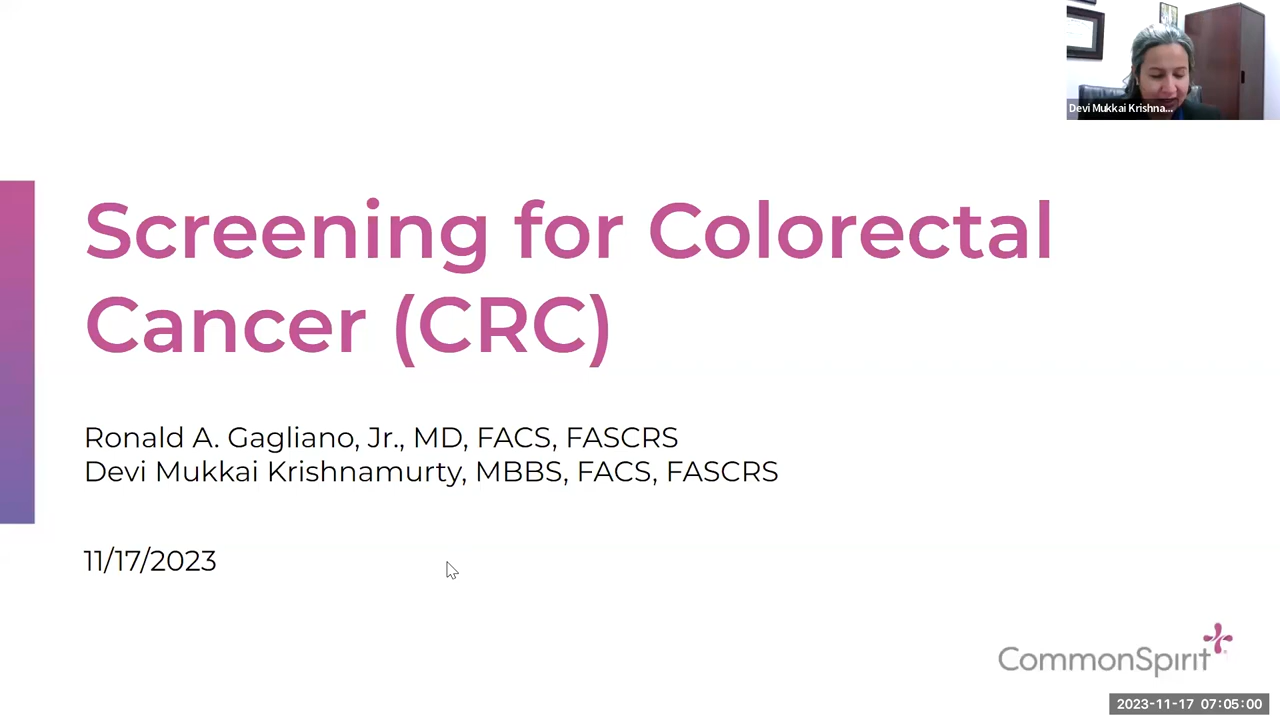 Devi Mukkai Krishna...
Screening for Colorectal
Cancer (CRC)
Ronald A. Gagliano, Jr., MD, FACS, FASCRS
Devi Mukkai Krishnamurty, MBBS, FACS, FASCRS
11/17/2023
CommonSpirit
2023-11-17 07:05:00